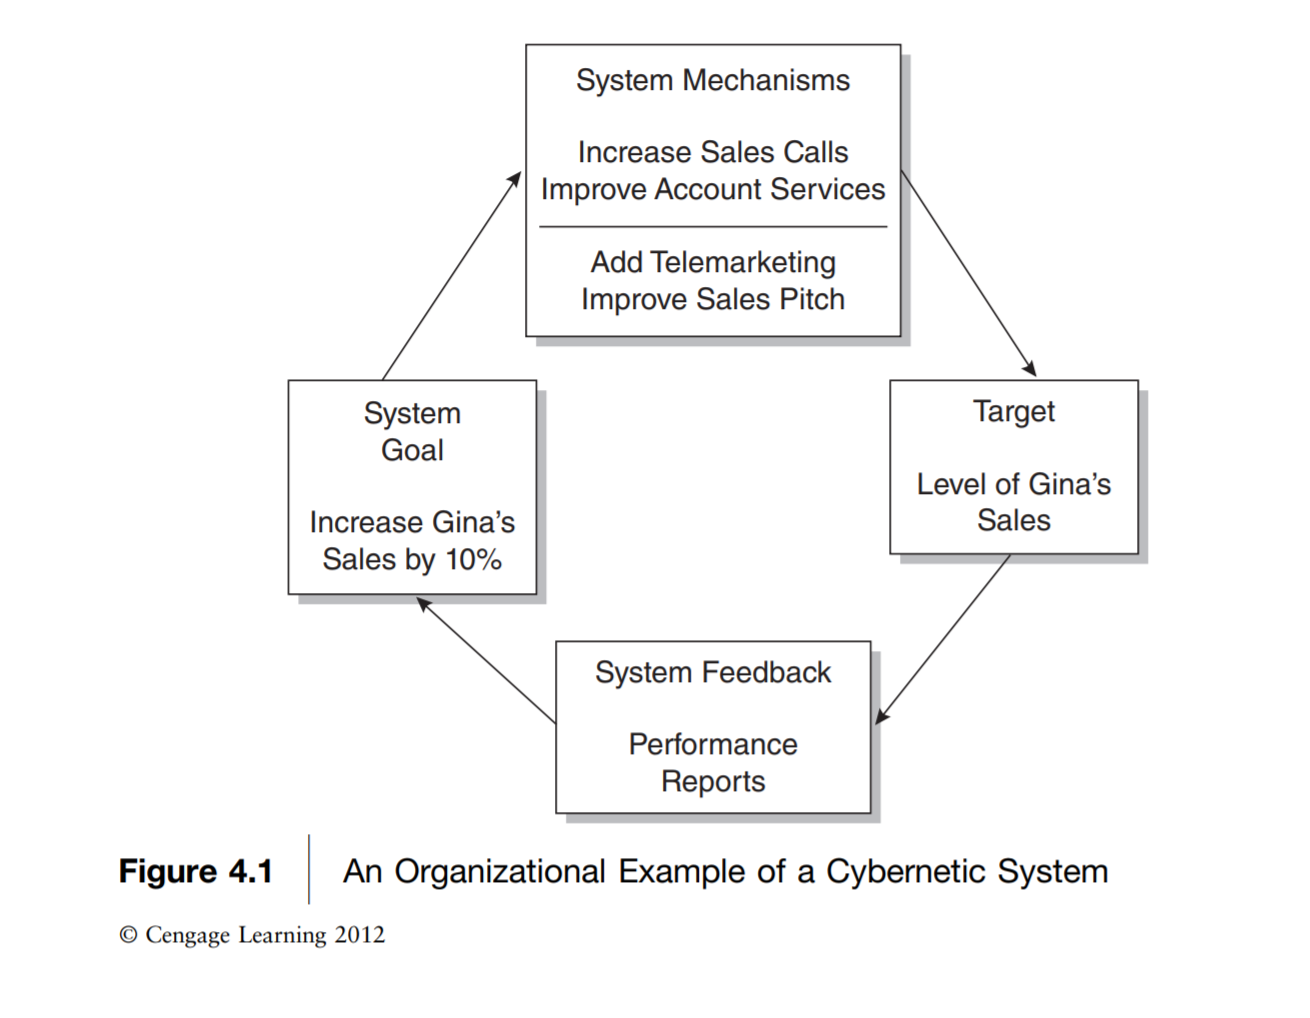 System Mechanisms
Increase Sales Calls
Improve Account Services
Add Telemarketing
Improve Sales Pitch
System
Goal
Increase Gina’s
Sales by 10%
Target
Level of Gina’s
Sales
System Feedback
Performance
Reports
Figure 4.1 An Organizational Example of a Cybernetic System
© Cengage Learning 2012